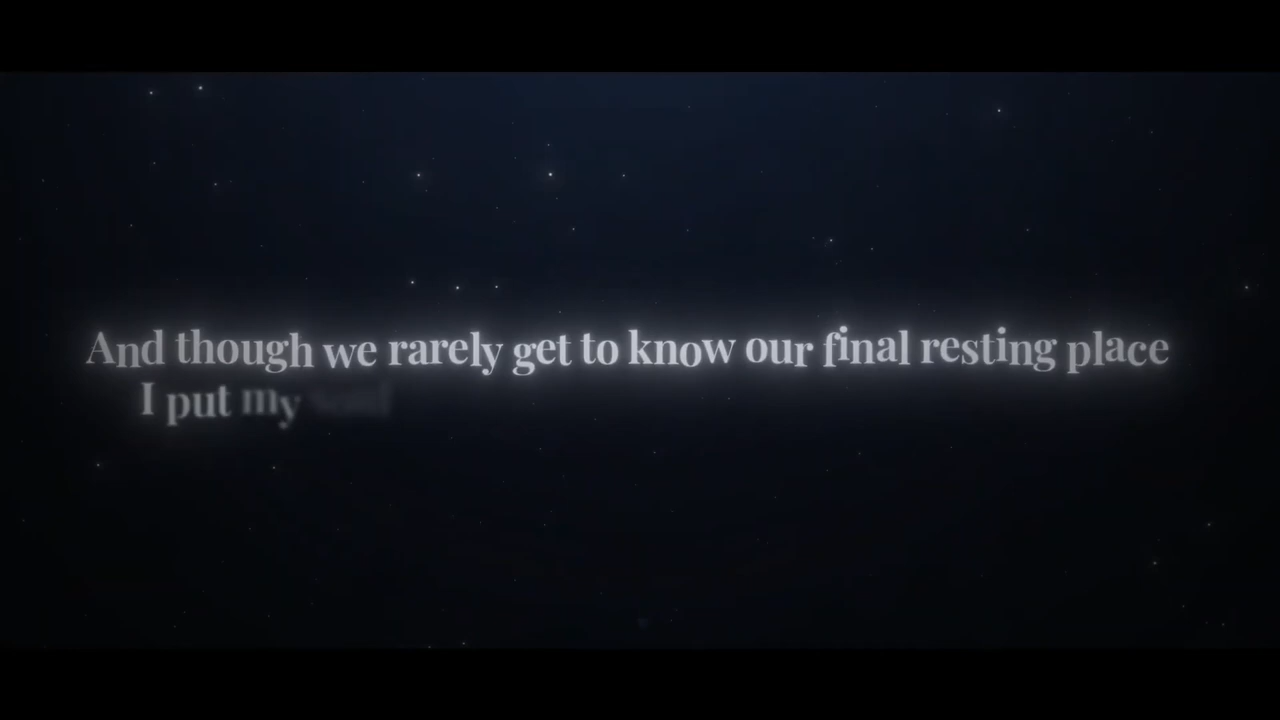 And though we rarely get to know our final resting place
I put my